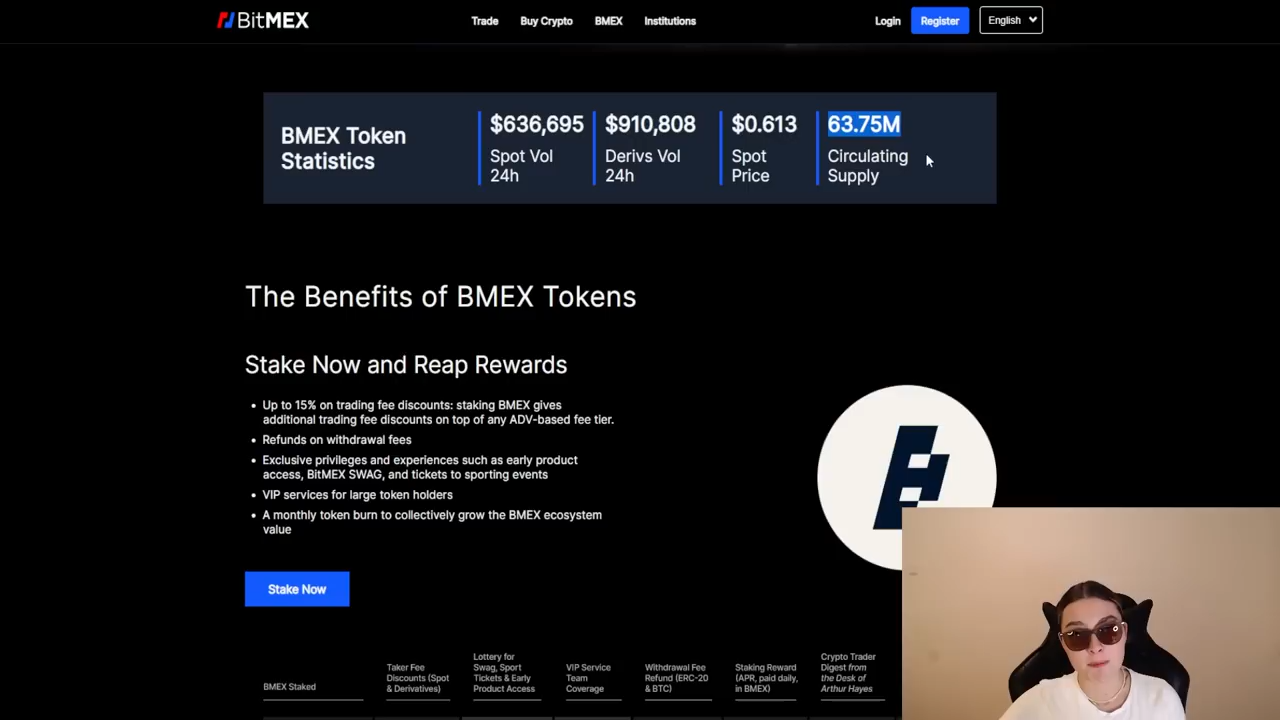 BitMEX
Trade
Buy Crypto
BMEX
Institutions
Login
Register
English
BMEX Token
Statistics
$636,695
Spot Vol
24h
$910,808
Derivs Vol
24h
$0.613
Spot
Price
63.75M
Circulating
Supply
The Benefits of BMEX Tokens
Stake Now and Reap Rewards
• Up to 15% on trading fee discounts: staking BMEX gives
additional trading fee discounts on top of any ADV-based fee tier.
• Refunds on withdrawal fees
• Exclusive privileges and experiences such as early product
access, BitMEX SWAG, and tickets to sporting events
• VIP services for large token holders
• A monthly token burn to collectively grow the BMEX ecosystem
value
Stake Now
BMEX Staked
Taker Fee
Discounts (Spot
& Derivatives)
Lottery for
Swag, Sport
Tickets & Early
Product Access
VIP Service
Team
Coverage
Withdrawal Fee
Refund (ERC-20
& BTC)
Staking Reward
(APR, paid daily,
in BMEX)
Crypto Trader
Digest from
the Desk of
Arthur Hayes